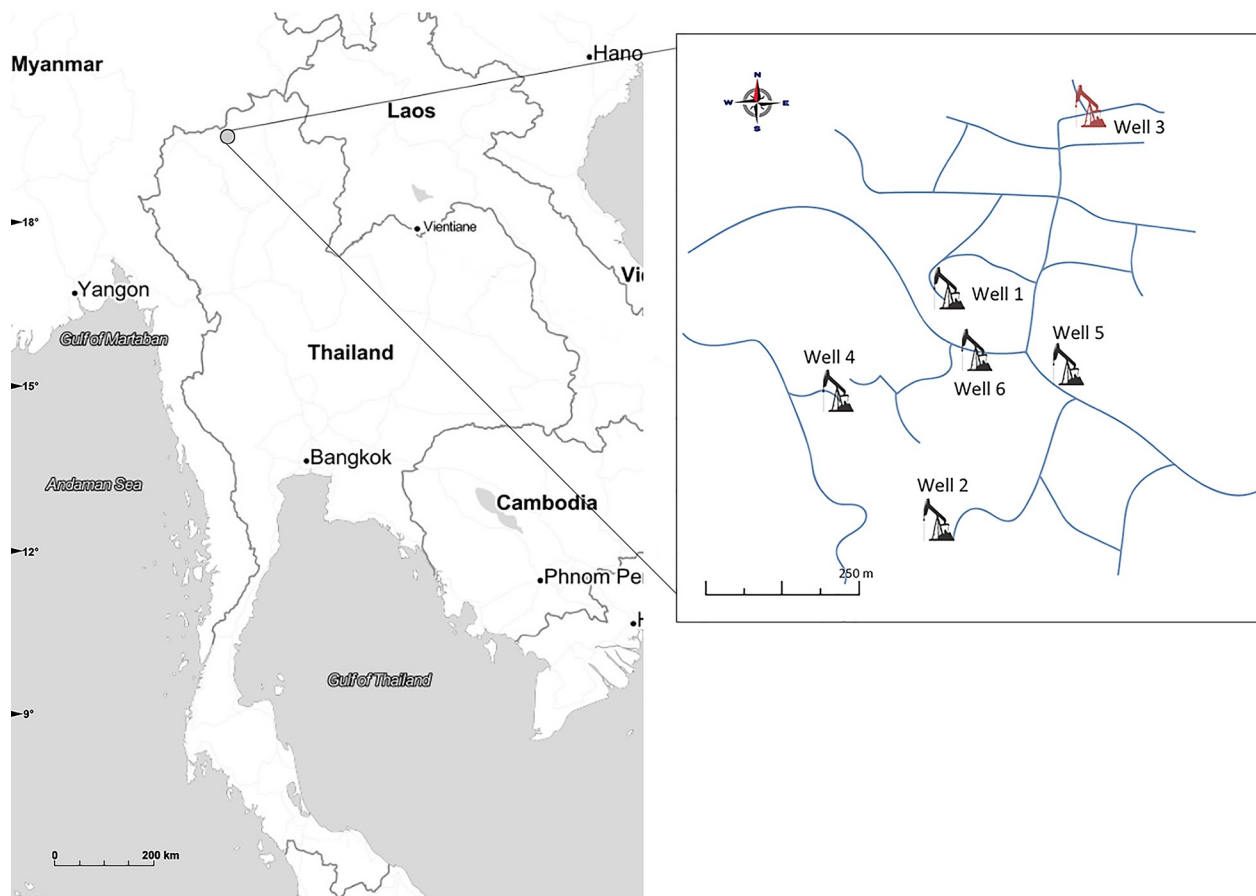 Myanmar
Hano
Laos
18°
Vientiane
Yangon
Vi
Gulf of Martaban
Thailand
15°
Bangkok
Andaman Sea
Cambodia
12°
Phnom Pe
H
Gulf of Thailand
9°
0
200 km
N
W
E
S
Well 3
Well 1
Well 5
Well 4
Well 6
Well 2
250 m